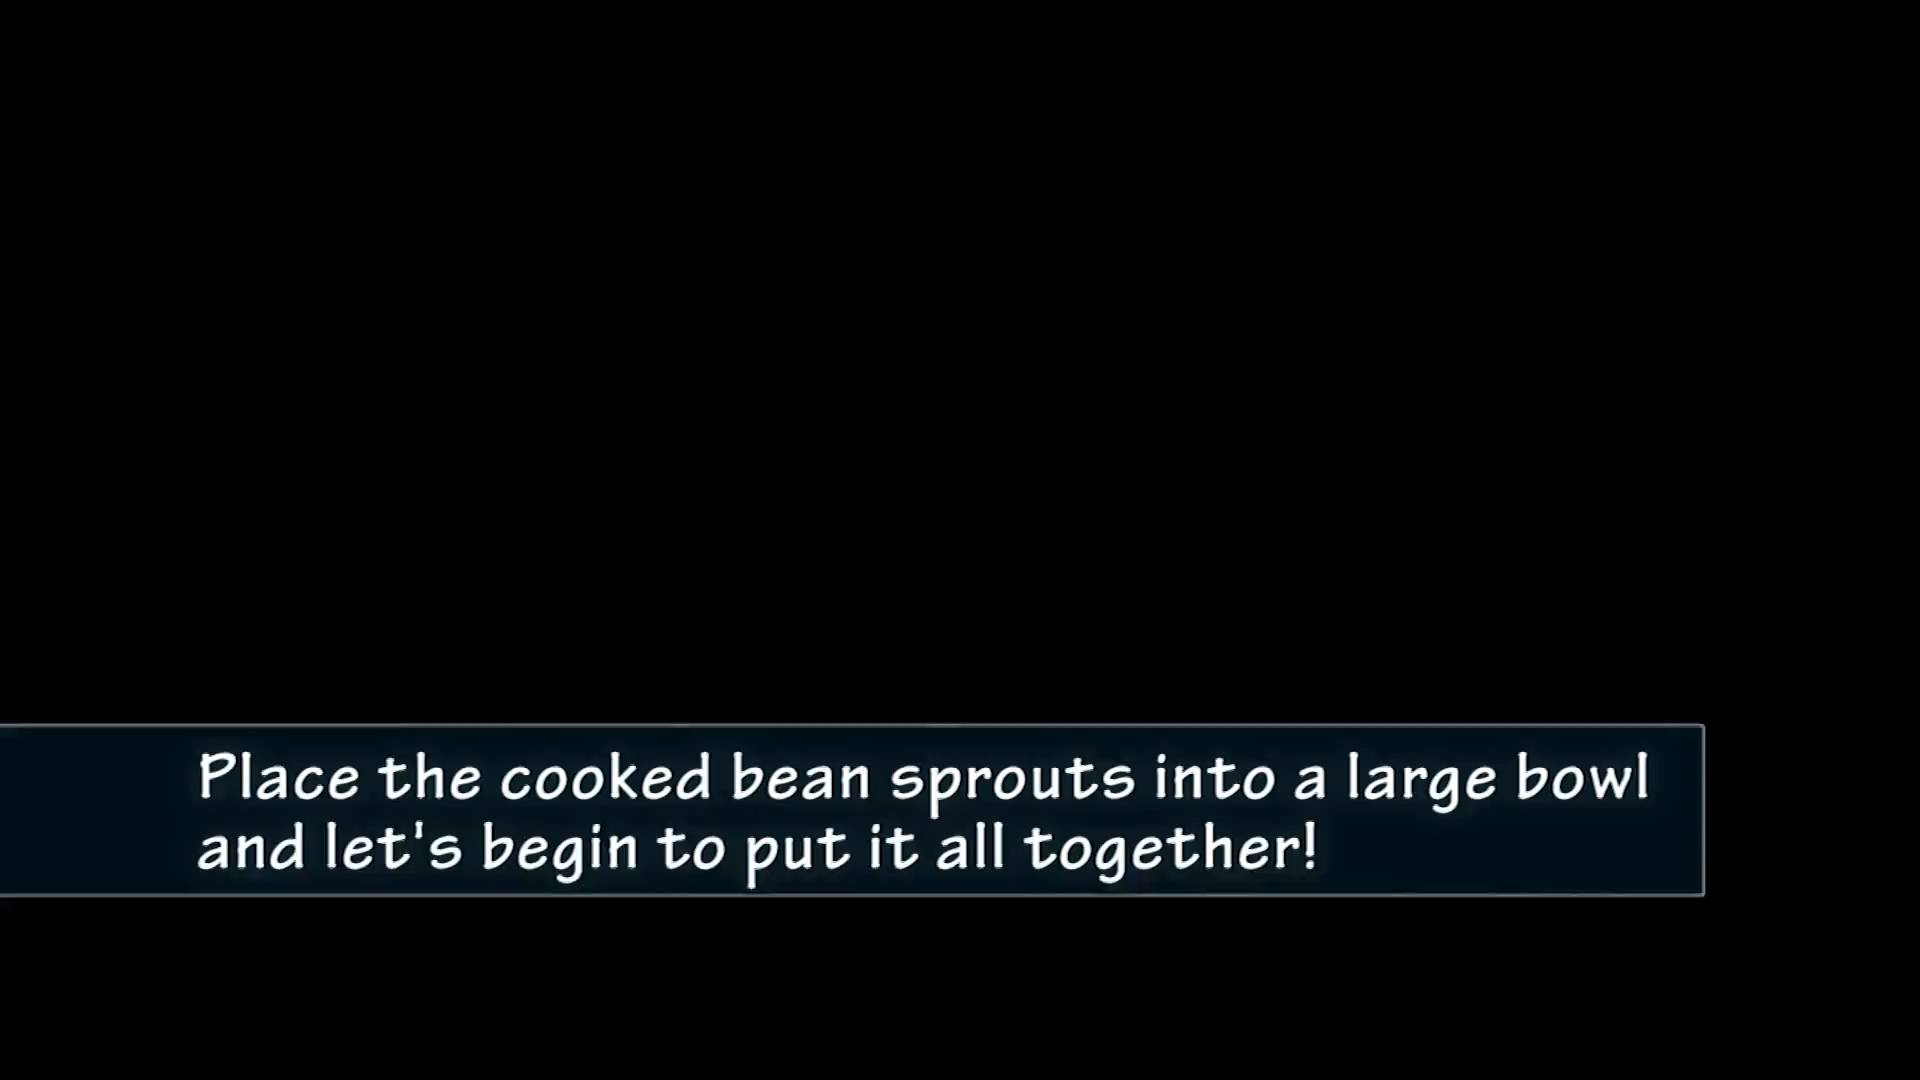 Place the cooked bean sprouts into a large bowl
and let's begin to put it all together!